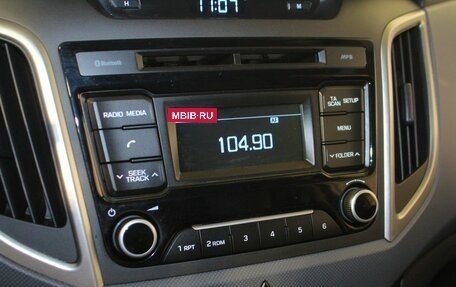 H
11:07
M
Bluetooth
MP3
RADIO MEDIA
MBIB-RU
104.90
TA
SCAN SETUP
MENU
FOLDER
SEEK
TRACK
1 RPT
2 RDM
3
4
5
6